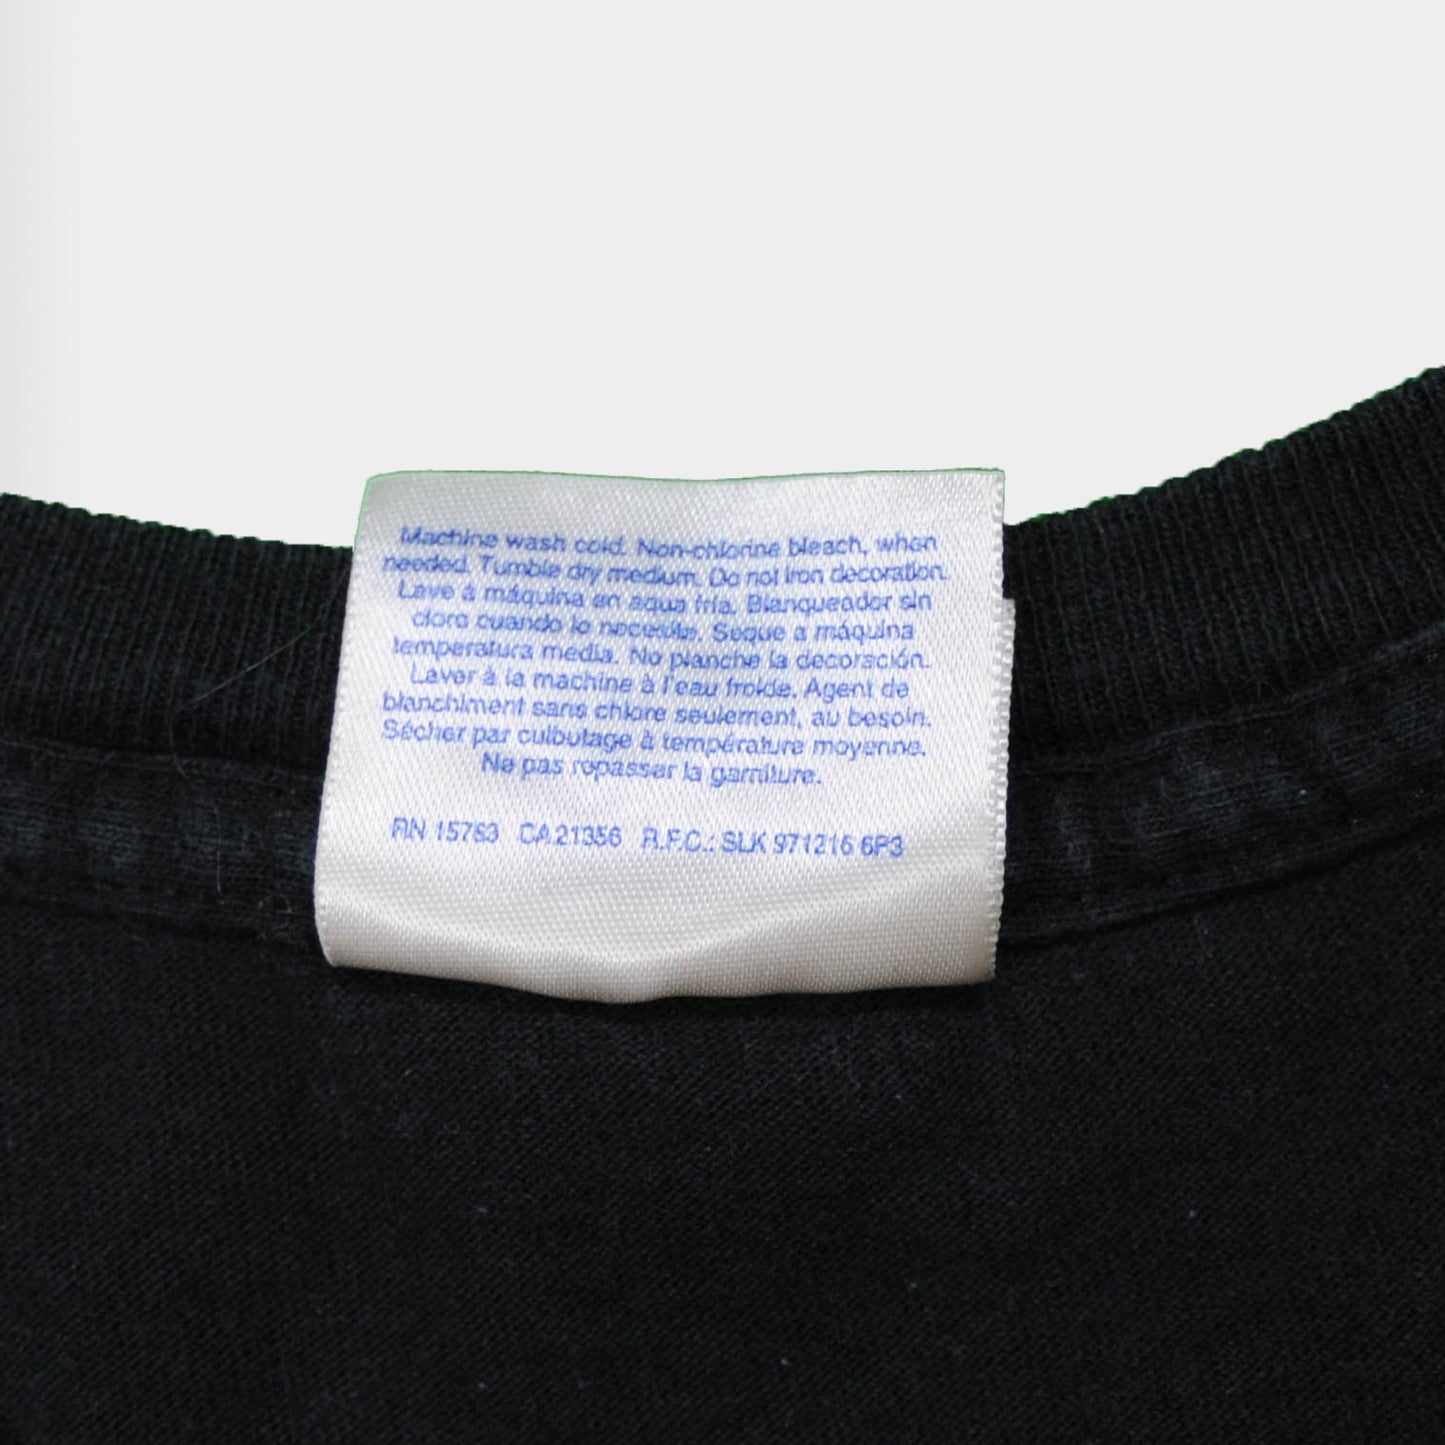 Machine wash cold. Non-chlorine bleach, when
needed. Tumble dry medium. Do not iron decoration.
Lave à máquina en aqua fría. Blanqueador sin
cloro cuando lo necesite. Seque a máquina
temperatura media. No planche la decoración.
Laver à la machine à l'eau froide. Agent de
blanchiment sans chlore seulement, au besoin.
Sécher par culbutage à température moyenne.
Ne pas repasser la garniture.
RN 15763 CA 21356 R.F.C.: SLK 971216 6P3